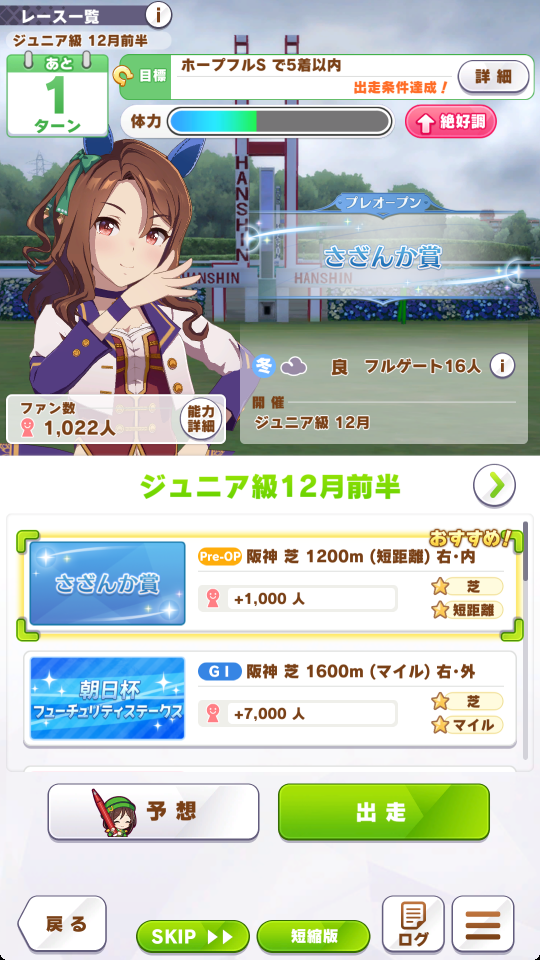 レース一覧
i
ジュニア級 12月前半
あと
1
ターン
目標
ホープフルS で5着以内
出走条件達成！
詳細
体力
絶好調
HANSHIN
HANSHIN
HANSHIN
プレオープン
さざんか賞
冬
良
フルゲート16人
i
開催
ジュニア級 12月
ファン数
1,022人
能力
詳細
ジュニア級12月前半
おすすめ！
さざんか賞
Pre-OP 阪神 芝 1200m（短距離）右・内
+1,000 人
芝
短距離
朝日杯
フューチュリティステークス
GⅠ 阪神 芝 1600m（マイル）右・外
+7,000 人
芝
マイル
予想
出走
戻る
SKIP
短縮版
ログ